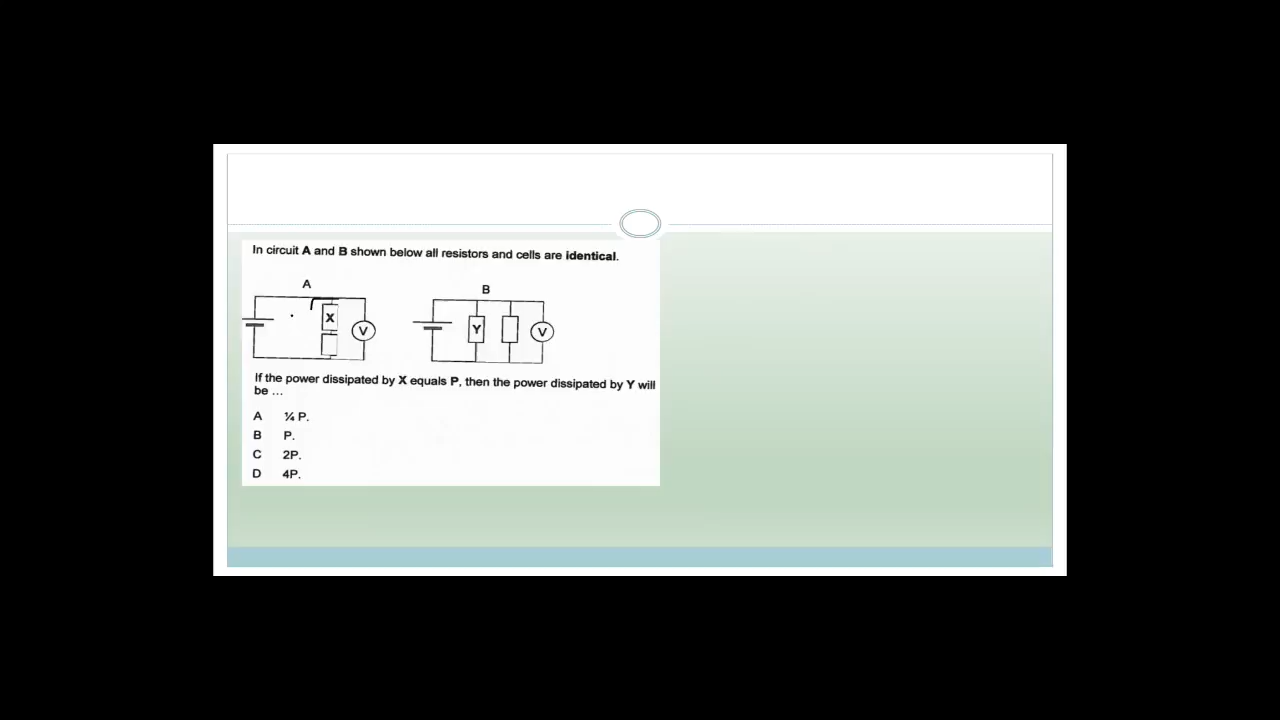 In circuit A and B shown below all resistors and cells are identical.
A
B
X
V
Y
V
If the power dissipated by X equals P, then the power dissipated by Y will
be ...
A ¼ P.
B P.
C 2P.
D 4P.